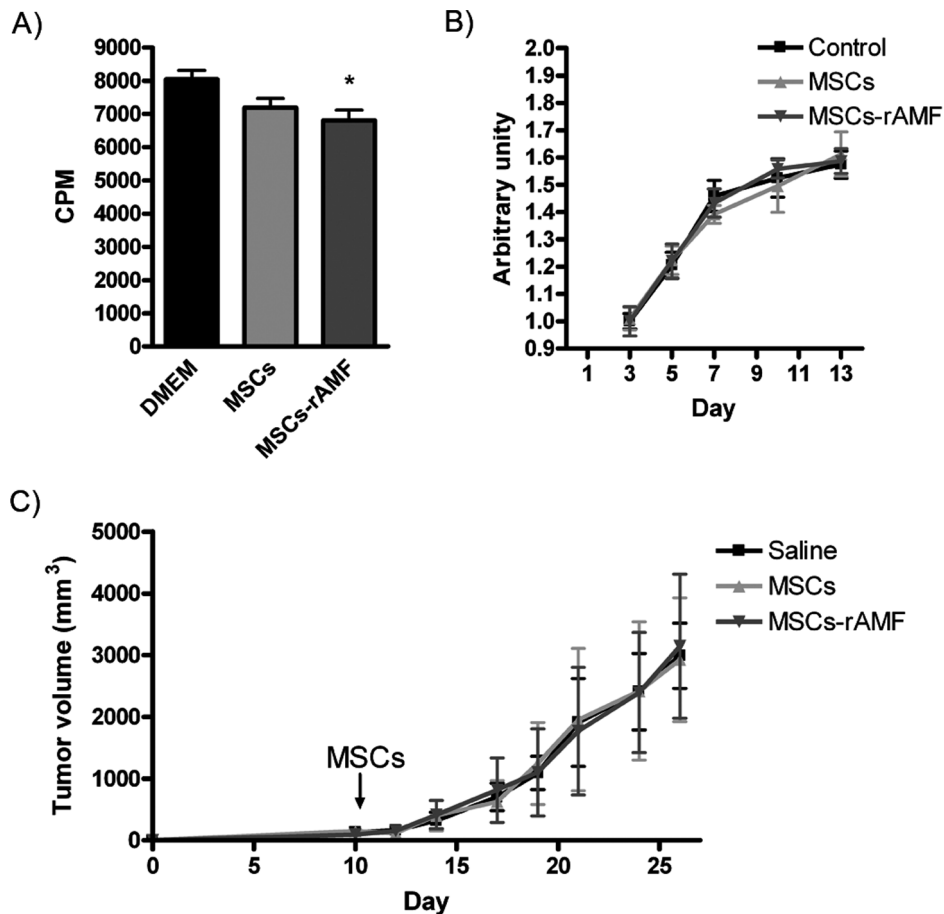 A)
9000
8000
7000
6000
5000
4000
3000
2000
1000
0
CPM
*
DMEM
MSCs
MSCs-rAMF
B)
2.0
1.9
1.8
1.7
1.6
1.5
1.4
1.3
1.2
1.1
1.0
0.9
Arbitrary unity
Control
MSCs
MSCs-rAMF
1 3 5 7 9 11 13
Day
C)
5000
4000
3000
2000
1000
0
Tumor volume (mm³)
MSCs
Saline
MSCs
MSCs-rAMF
0 5 10 15 20 25
Day